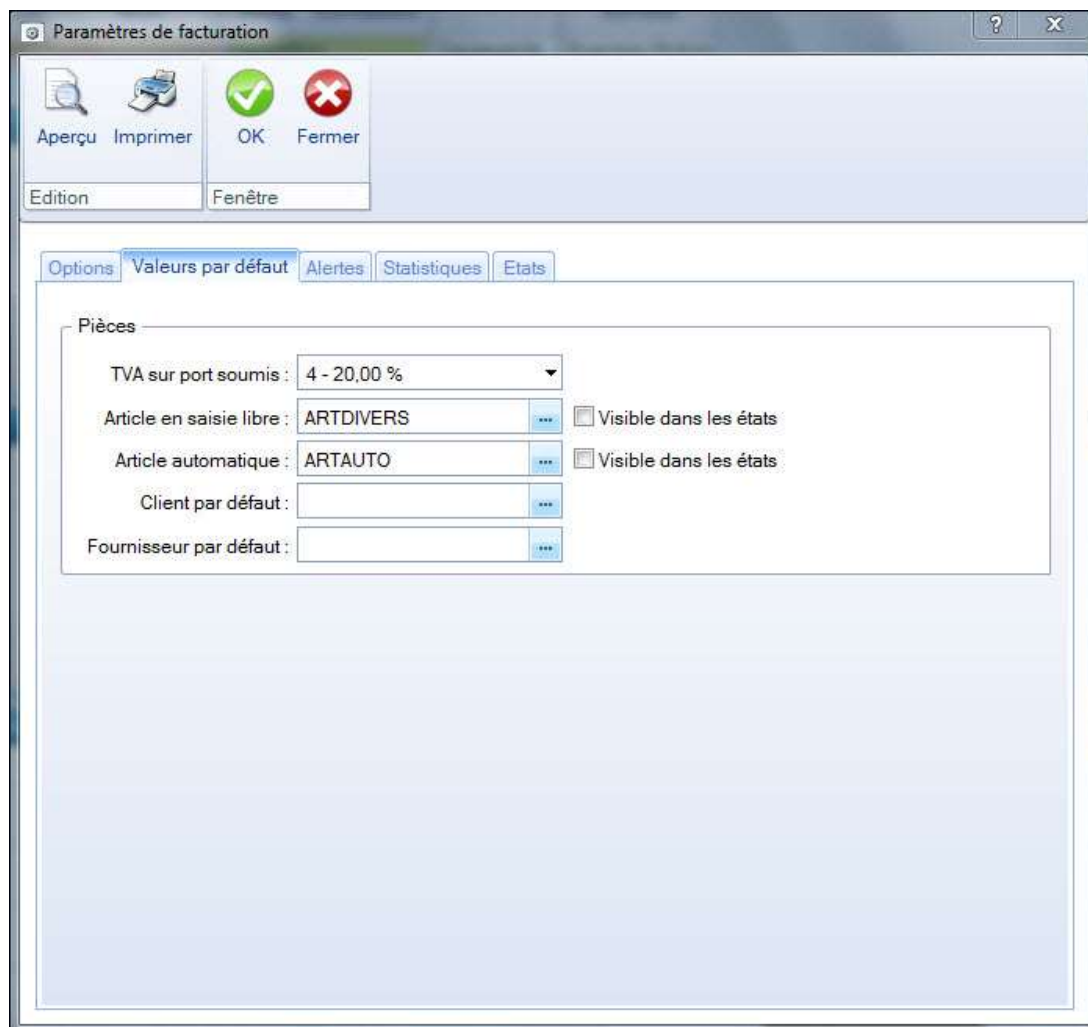 Paramètres de facturation
Aperçu Imprimer OK Fermer
Edition Fenêtre
Options Valeurs par défaut Alertes Statistiques Etats
Pièces
TVA sur port soumis : 4 - 20,00 %
Article en saisie libre : ARTDIVERS ... Visible dans les états
Article automatique : ARTAUTO ... Visible dans les états
Client par défaut : ...
Fournisseur par défaut : ...